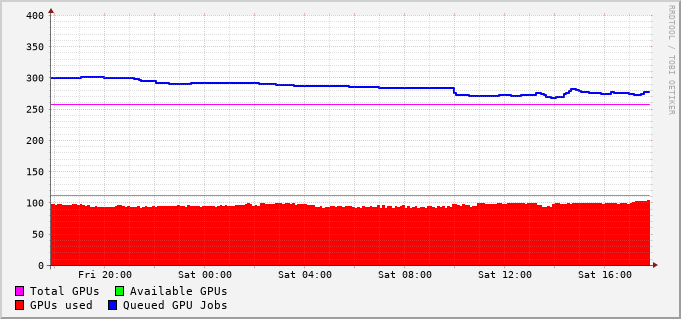 400
350
300
250
200
150
100
50
0
Fri 20:00 Sat 00:00 Sat 04:00 Sat 08:00 Sat 12:00 Sat 16:00
Total GPUs Available GPUs
GPUs used Queued GPU Jobs
RRDTOOL / TOBI OETIKER